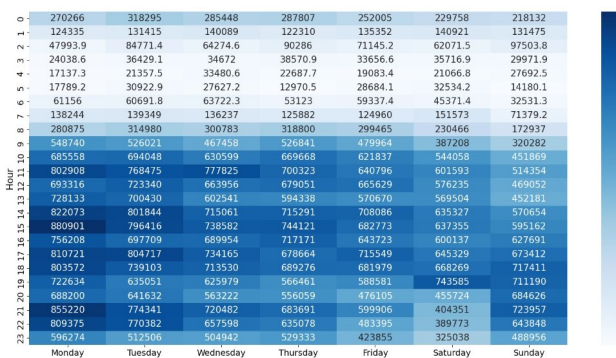 0 270266 318295 285448 287807 252005 229758 218132
1 124335 131415 140089 122310 135352 140921 131475
2 47993.9 84771.4 64274.6 90286 71145.2 62071.5 97503.8
3 24038.6 36429.1 34672 38570.9 33656.6 35716.9 29971.9
4 17137.3 21357.5 33480.6 22687.7 19083.4 21066.8 27692.5
5 17789.2 30922.9 27627.2 12970.5 28684.1 32534.2 14180.1
6 61156 60691.8 63722.3 53123 59337.4 45371.4 32531.3
7 138244 139349 136237 125882 124960 151573 71379.2
8 280875 314980 300783 318800 299465 230466 172937
9 548740 526021 467458 526841 479964 387208 320282
10 685558 694048 630599 669668 621837 544058 451869
11 802908 768475 777825 700323 640796 601593 514354
12 693316 723340 663956 679051 665629 576235 469052
13 728133 700430 602541 594338 570670 569504 452181
14 822073 801844 715061 715291 708086 635327 570654
15 880901 796416 738582 744121 682773 637355 595162
16 756208 697709 689954 717171 643723 600137 627691
17 810721 804717 734165 678664 715549 645329 673412
18 803572 739103 713530 689276 681979 668269 717411
19 722634 635051 625979 566461 588581 743585 711190
20 688200 641632 563222 556059 476105 455724 684626
21 855220 774341 720482 683691 599906 404351 723957
22 809375 770382 657598 635078 483395 389773 643848
23 596274 512506 504942 529333 423855 325038 488956
Hour
Monday Tuesday Wednesday Thursday Friday Saturday Sunday